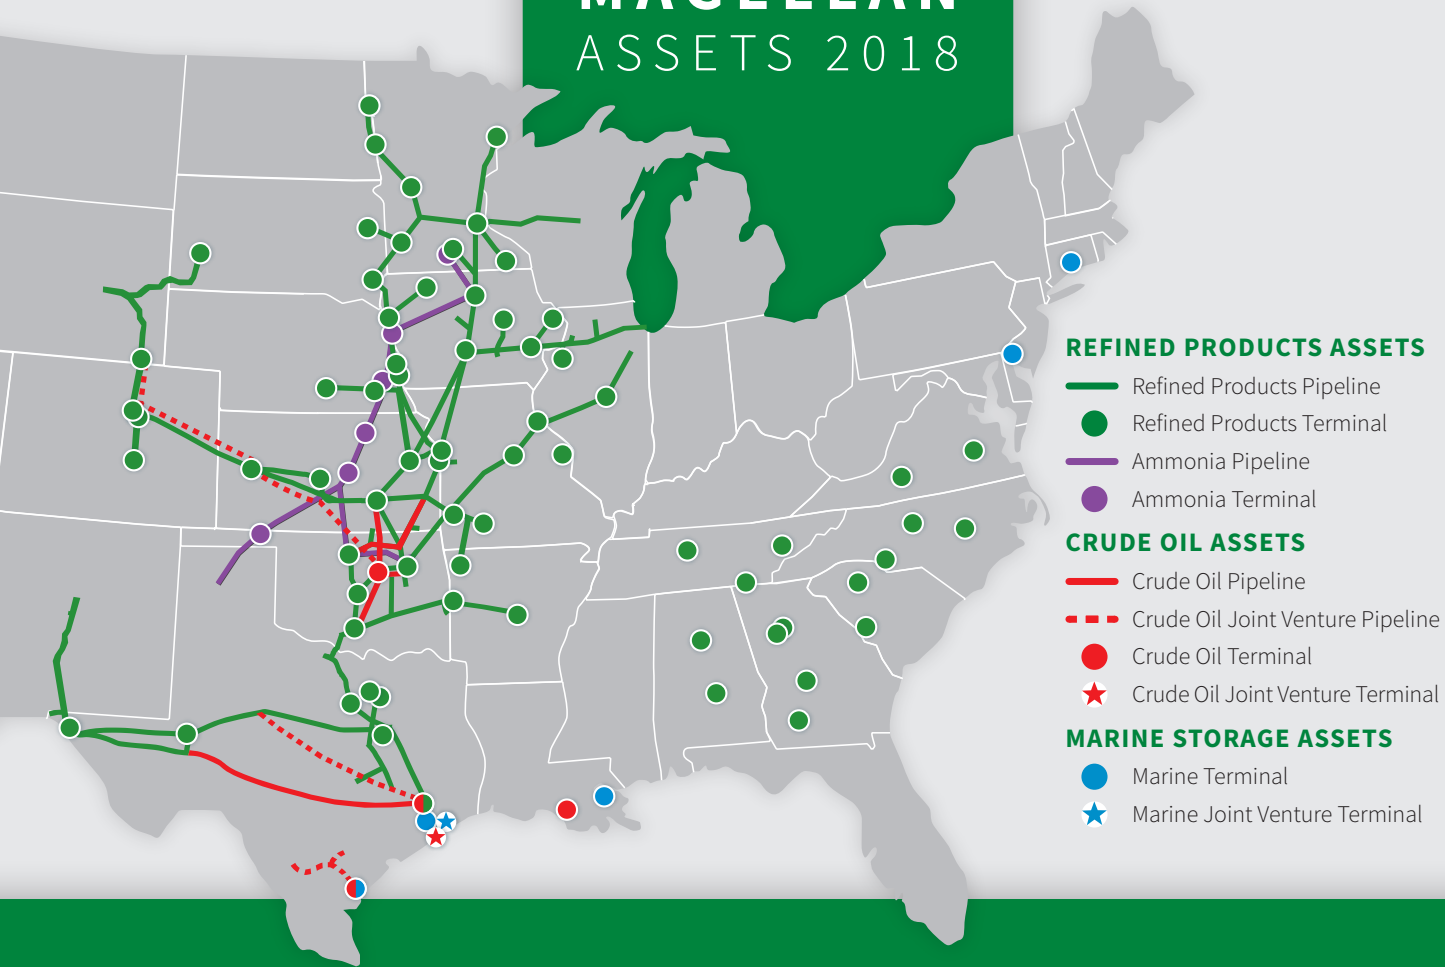 MAGELLAN
ASSETS 2018
REFINED PRODUCTS ASSETS
Refined Products Pipeline
Refined Products Terminal
Ammonia Pipeline
Ammonia Terminal
CRUDE OIL ASSETS
Crude Oil Pipeline
Crude Oil Joint Venture Pipeline
Crude Oil Terminal
Crude Oil Joint Venture Terminal
MARINE STORAGE ASSETS
Marine Terminal
Marine Joint Venture Terminal